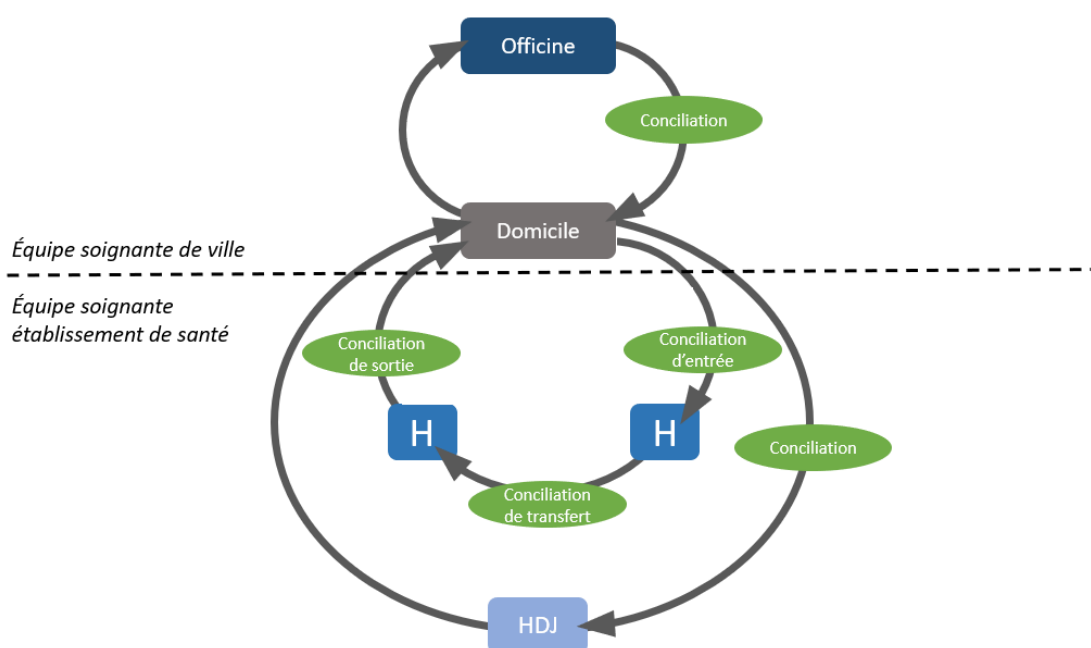 Officine
Conciliation
Domicile
Équipe soignante de ville
Équipe soignante
établissement de santé
Conciliation
de sortie
Conciliation
d'entrée
H
H
Conciliation
Conciliation
de transfert
HDJ